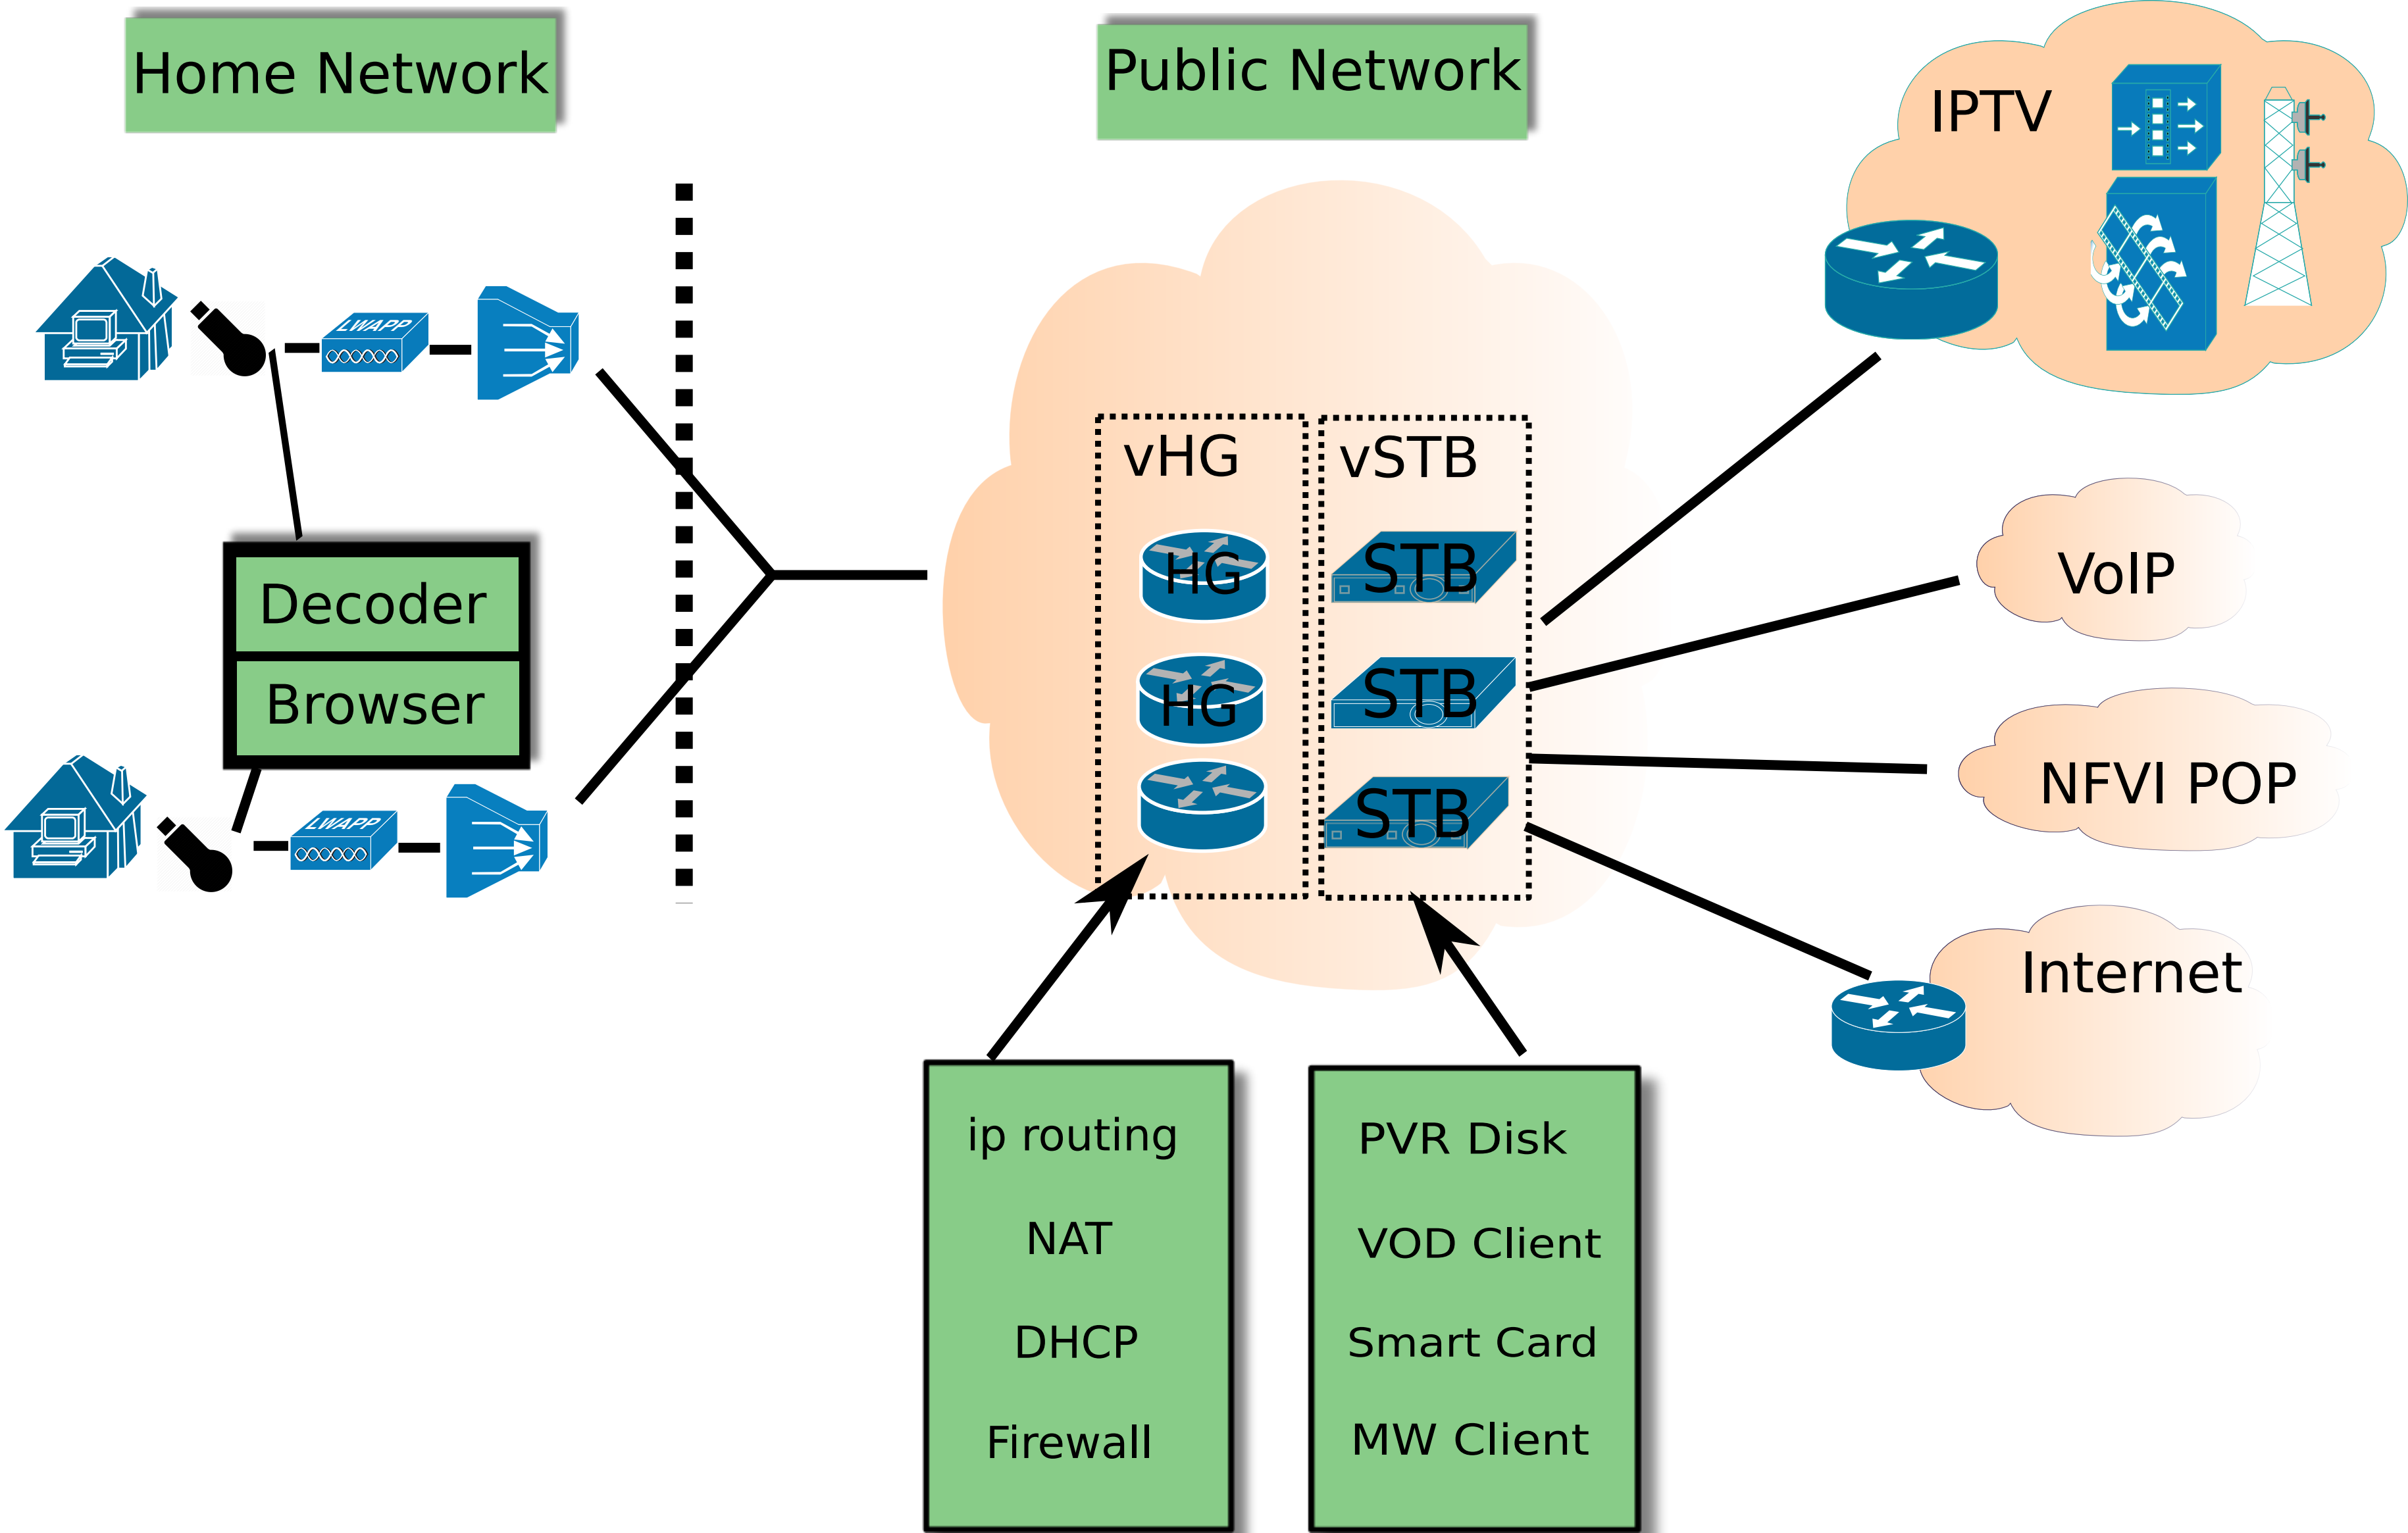 Home Network
Public Network
IPTV
LWAPP
vHG
vSTB
HG
STB
VoIP
Decoder
HG
STB
Browser
NFVI POP
LWAPP
STB
Internet
ip routing
NAT
DHCP
Firewall
PVR Disk
VOD Client
Smart Card
MW Client